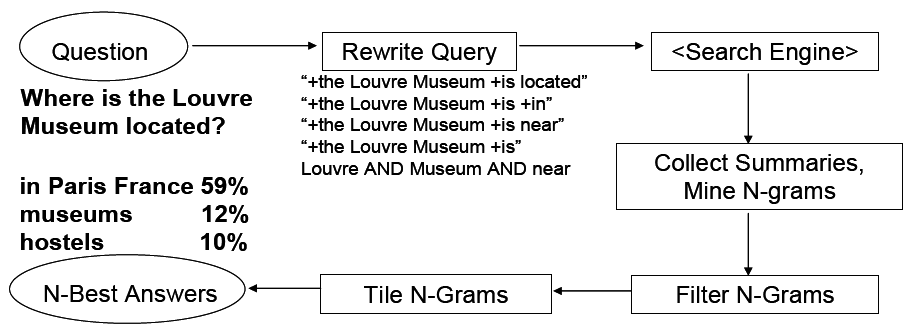 Question
Rewrite Query
<Search Engine>
Where is the Louvre
Museum located?
"+the Louvre Museum +is located"
"+the Louvre Museum +is +in"
"+the Louvre Museum +is near"
"+the Louvre Museum +is"
Louvre AND Museum AND near
Collect Summaries,
Mine N-grams
in Paris France 59%
museums 12%
hostels 10%
N-Best Answers
Tile N-Grams
Filter N-Grams